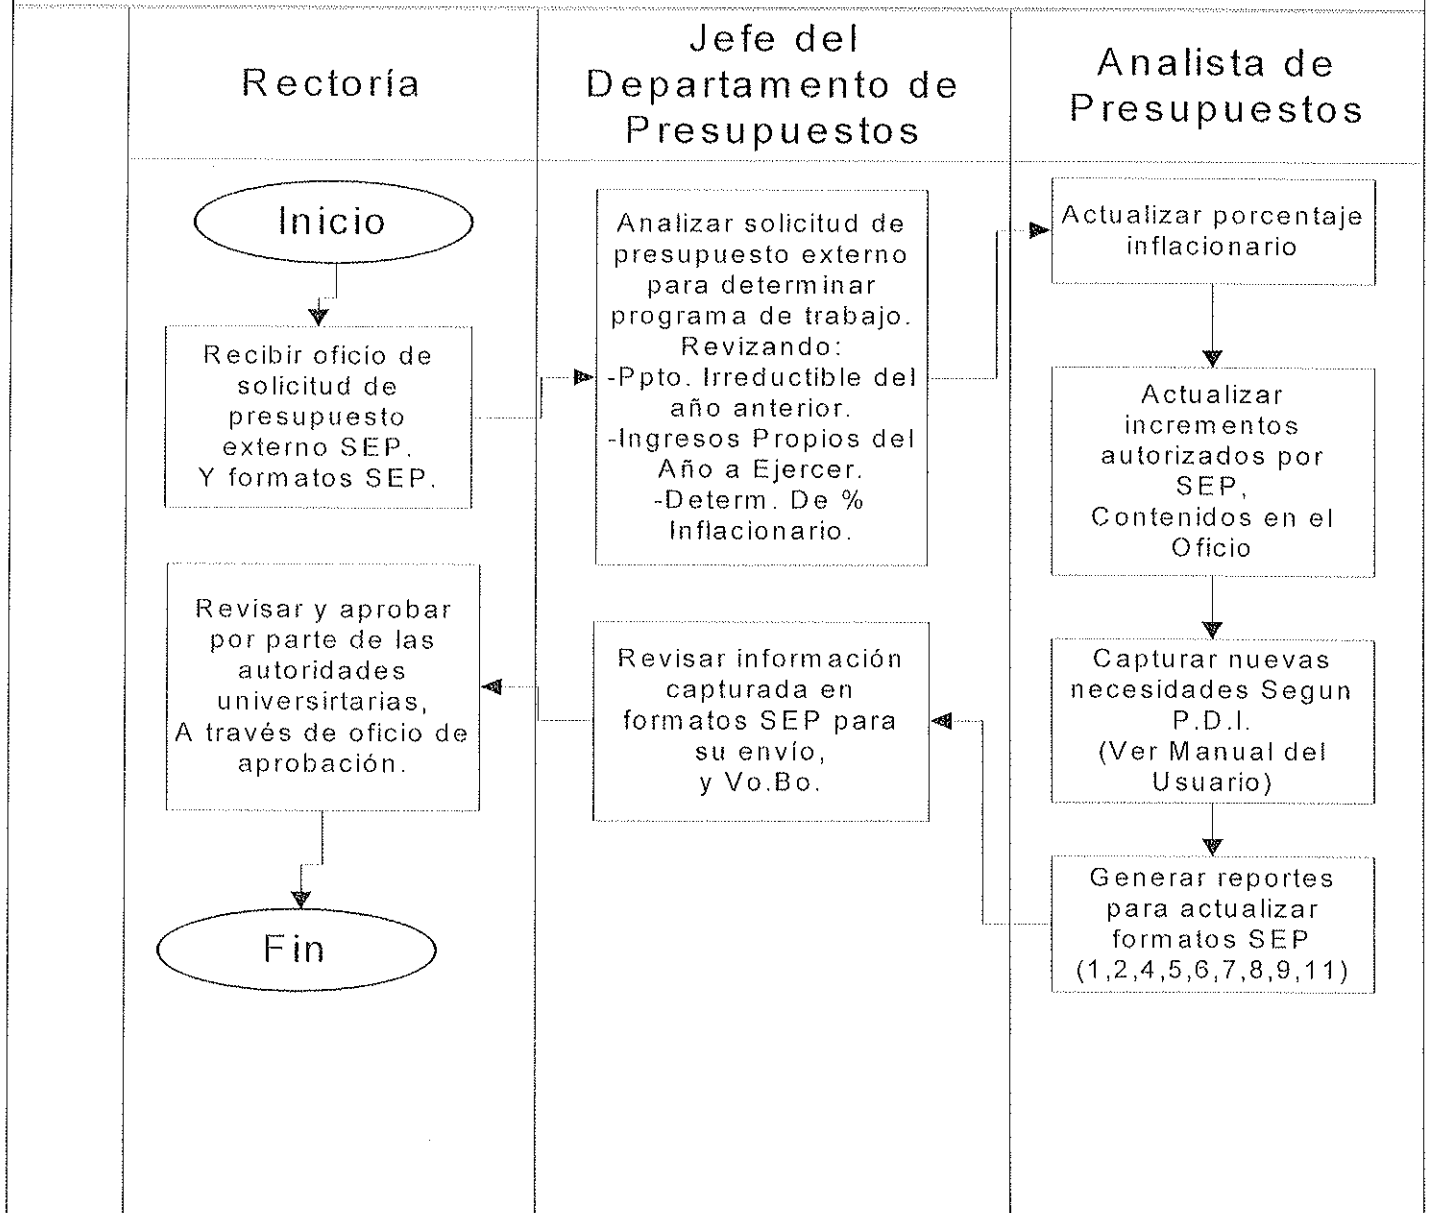 Rectoría
Jefe del
Departamento de
Presupuestos
Analista de
Presupuestos
Inicio
Recibir oficio de
solicitud de
presupuesto
externo SEP.
Y formatos SEP.
Analizar solicitud de
presupuesto externo
para determinar
programa de trabajo.
Revizando:
-Ppto. Irreductible del
año anterior.
-Ingresos Propios del
Año a Ejercer.
-Determ. De %
Inflacionario.
Actualizar porcentaje
inflacionario
Actualizar
incrementos
autorizados por
SEP,
Contenidos en el
Oficio
Capturar nuevas
necesidades Segun
P.D.I.
(Ver Manual del
Usuario)
Generar reportes
para actualizar
formatos SEP
(1,2,4,5,6,7,8,9,11)
Revisar información
capturada en
formatos SEP para
su envío,
y Vo.Bo.
Revisar y aprobar
por parte de las
autoridades
universirtarias,
A través de oficio de
aprobación.
Fin